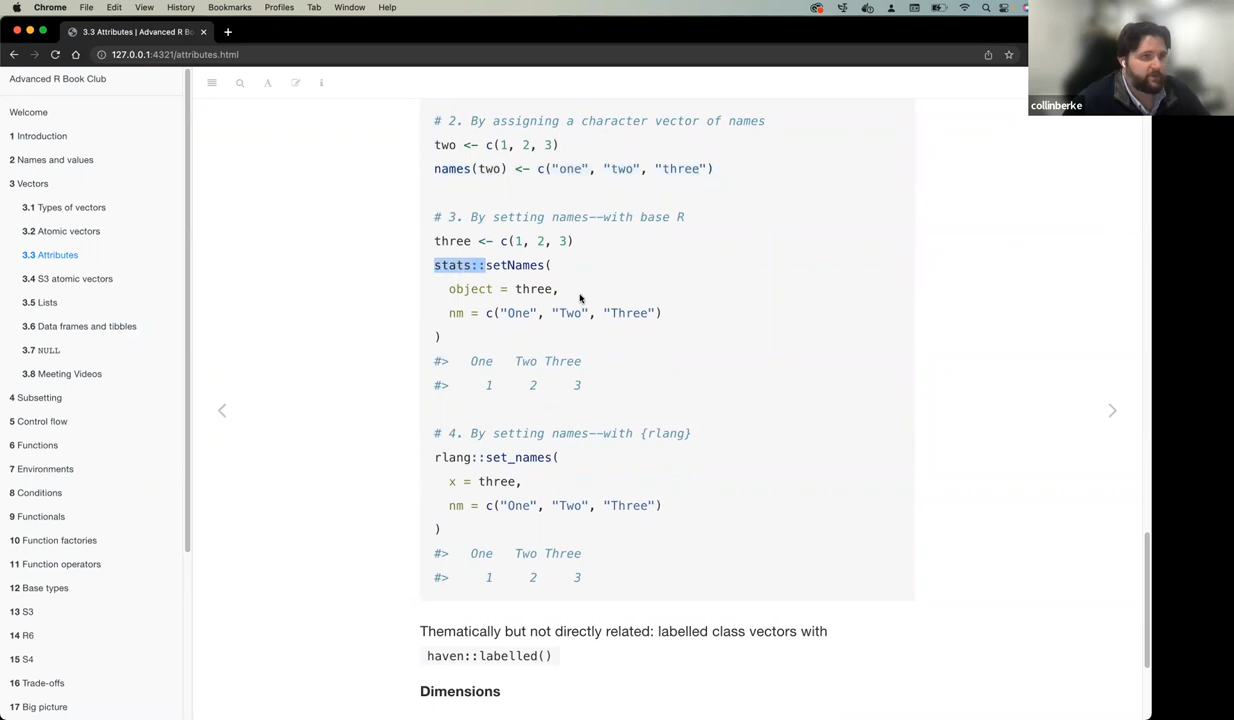 Chrome File Edit View History Bookmarks Profiles Tab Window Help
3.3 Attributes | Advanced R Bo
127.0.0.1:4321/attributes.html
collinberke
Advanced R Book Club
Welcome
1 Introduction
2 Names and values
3 Vectors
3.1 Types of vectors
3.2 Atomic vectors
3.3 Attributes
3.4 S3 atomic vectors
3.5 Lists
3.6 Data frames and tibbles
3.7 NULL
3.8 Meeting Videos
4 Subsetting
5 Control flow
6 Functions
7 Environments
8 Conditions
9 Functionals
10 Function factories
11 Function operators
12 Base types
13 S3
14 R6
15 S4
16 Trade-offs
17 Big picture
# 2. By assigning a character vector of names
two <- c(1, 2, 3)
names(two) <- c("one", "two", "three")
# 3. By setting names--with base R
three <- c(1, 2, 3)
stats::setNames(
object = three,
nm = c("One", "Two", "Three")
)
#> One Two Three
#> 1 2 3
# 4. By setting names--with {rlang}
rlang::set_names(
x = three,
nm = c("One", "Two", "Three")
)
#> One Two Three
#> 1 2 3
Thematically but not directly related: labelled class vectors with
haven::labelled()
Dimensions